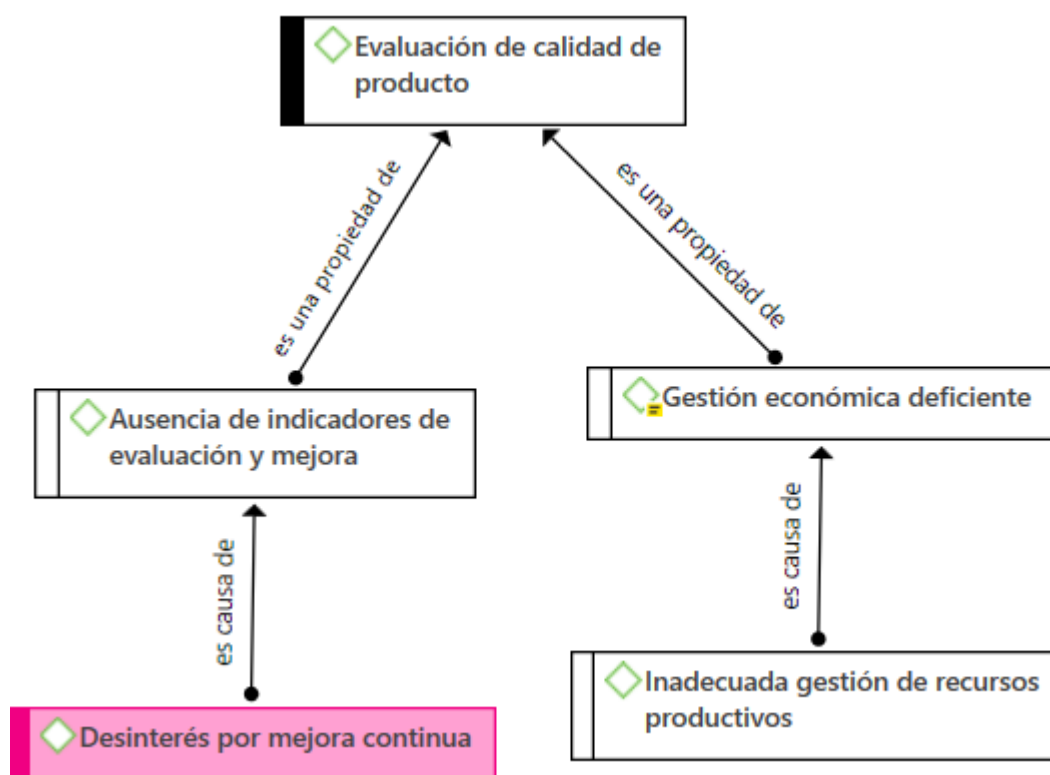 Evaluación de calidad de
producto
es una propiedad de
es una propiedad de
Ausencia de indicadores de
evaluación y mejora
Gestión económica deficiente
es causa de
es causa de
Desinterés por mejora continua
Inadecuada gestión de recursos
productivos